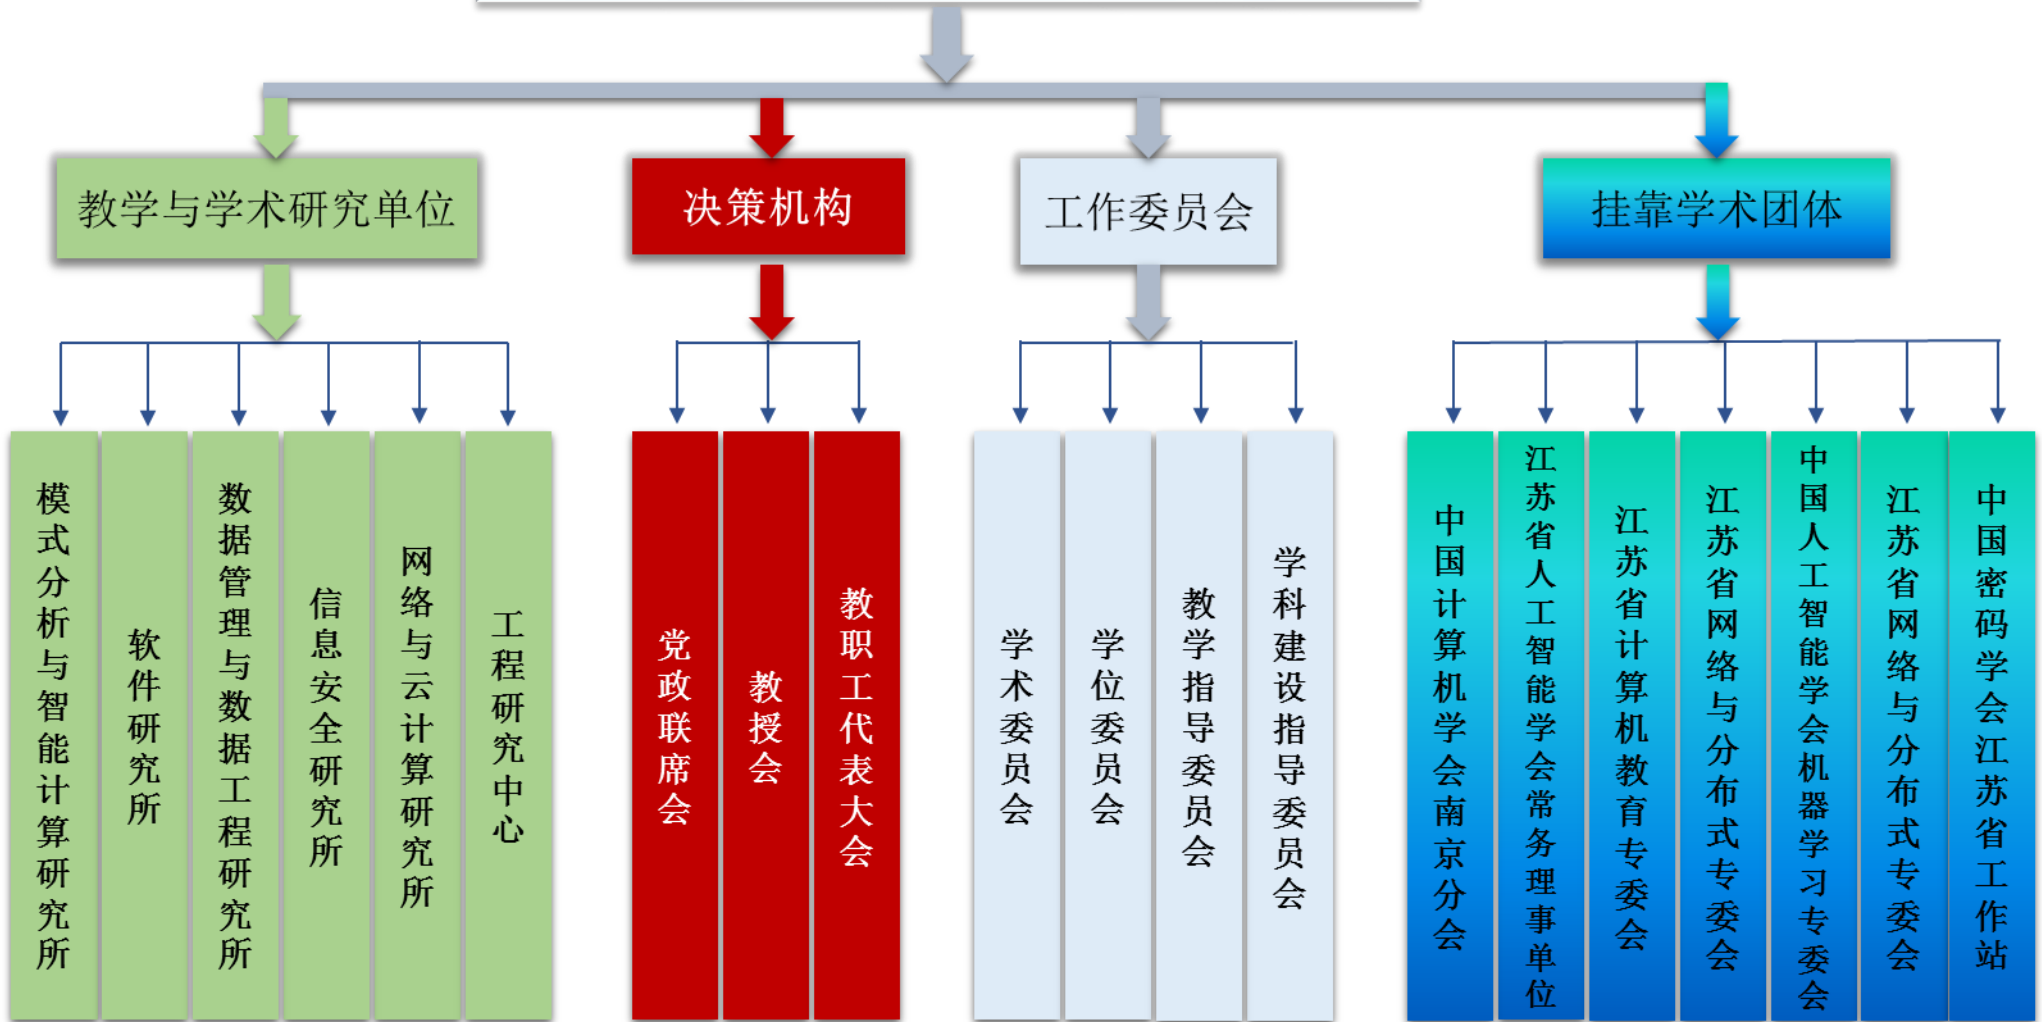 教学与学术研究单位
决策机构
工作委员会
挂靠学术团体
模式分析与智能计算研究所
软件研究所
数据管理与数据工程研究所
信息安全研究所
网络与云计算研究所
工程研究中心
党政联席会
教授会
教职工代表大会
学术委员会
学位委员会
教学指导委员会
学科建设指导委员会
中国计算机学会南京分会
江苏省人工智能学会常务理事单位
江苏省计算机教育专委会
江苏省网络与分布式专委会
中国人工智能学会机器学习专委会
江苏省网络与分布式专委会
中国密码学会江苏省工作站